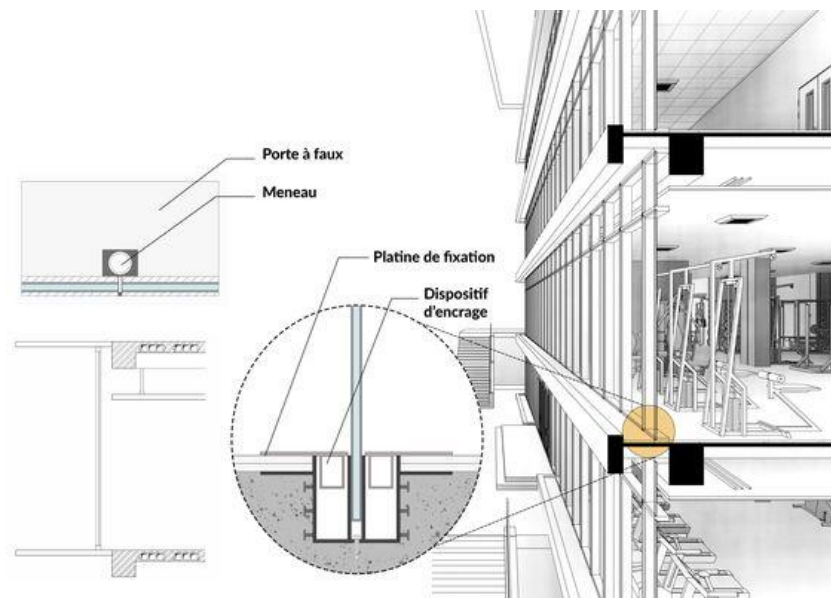 Porte à faux
Meneau
Platine de fixation
Dispositif
d'encrage